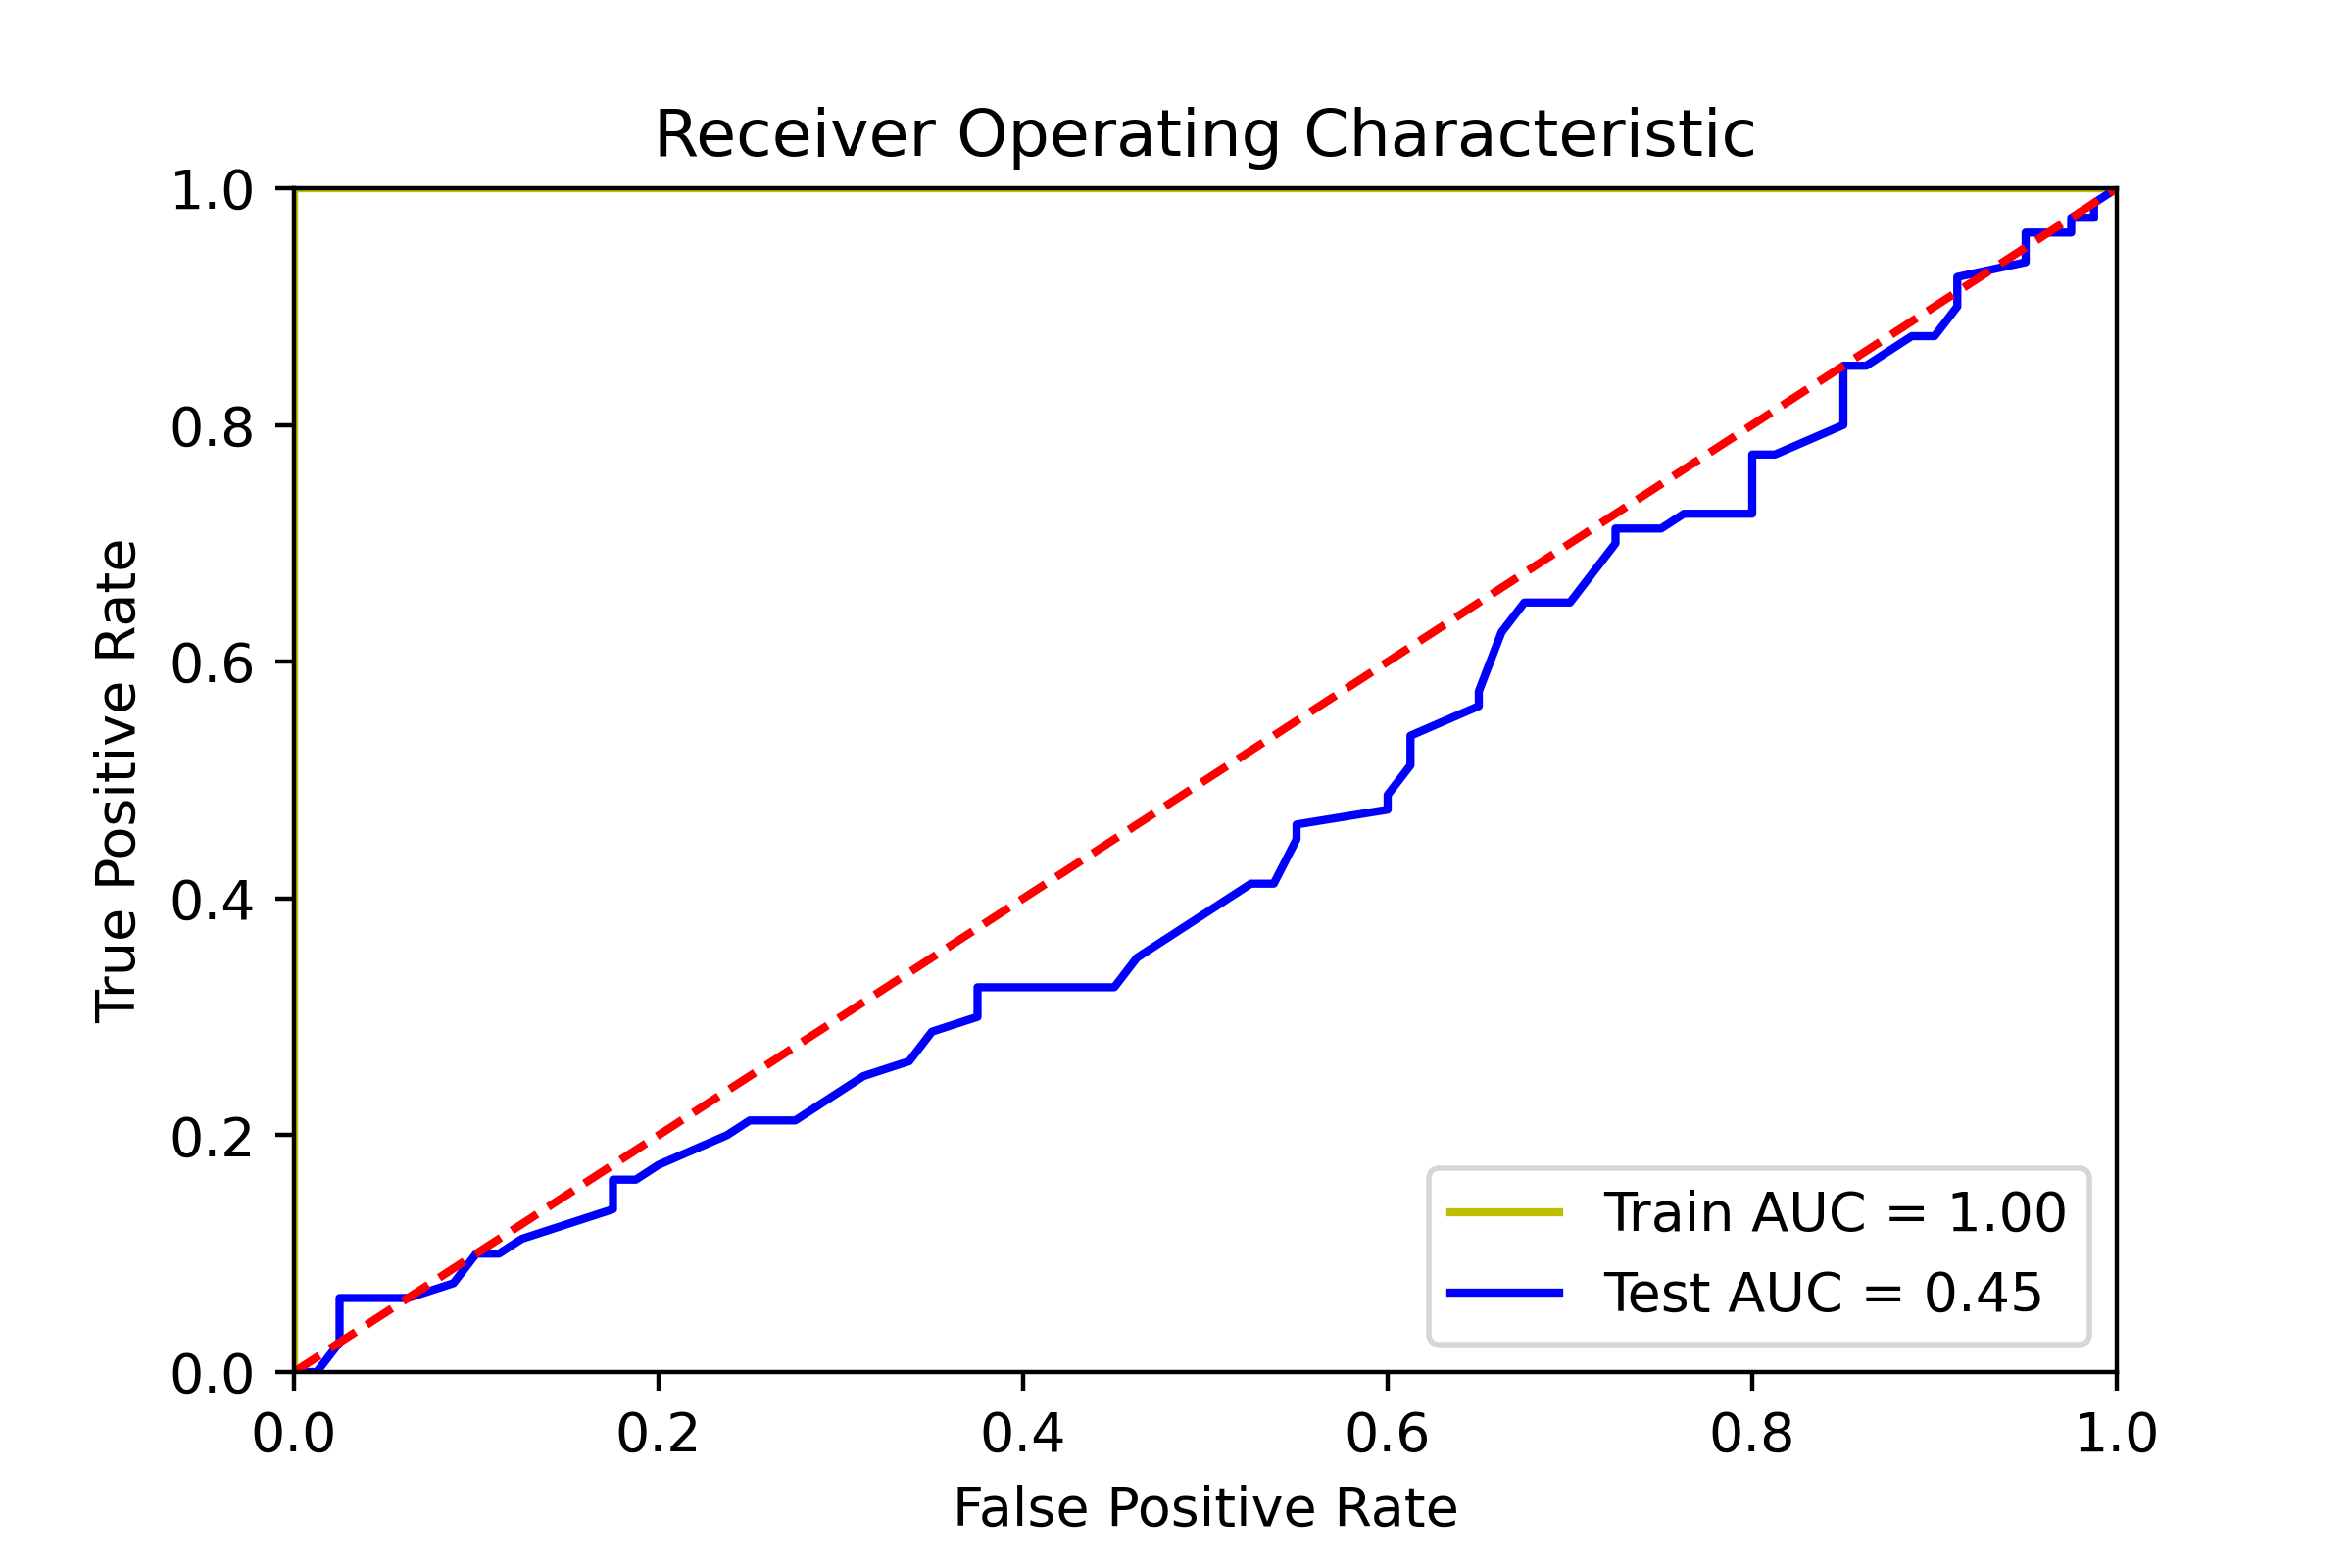 Receiver Operating Characteristic
1.0
0.8
0.6
0.4
0.2
0.0
True Positive Rate
Train AUC = 1.00
Test AUC = 0.45
0.0 0.2 0.4 0.6 0.8 1.0
False Positive Rate